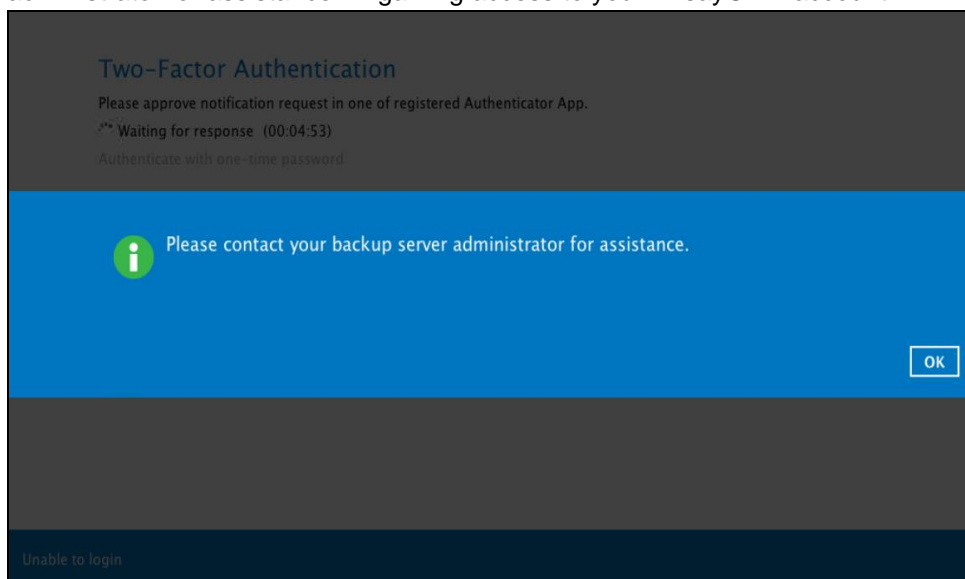 Two-Factor Authentication
Please approve notification request in one of registered Authenticator App.
Waiting for response (00:04:53)
Authenticate with one-time password
Please contact your backup server administrator for assistance.
OK
Unable to login